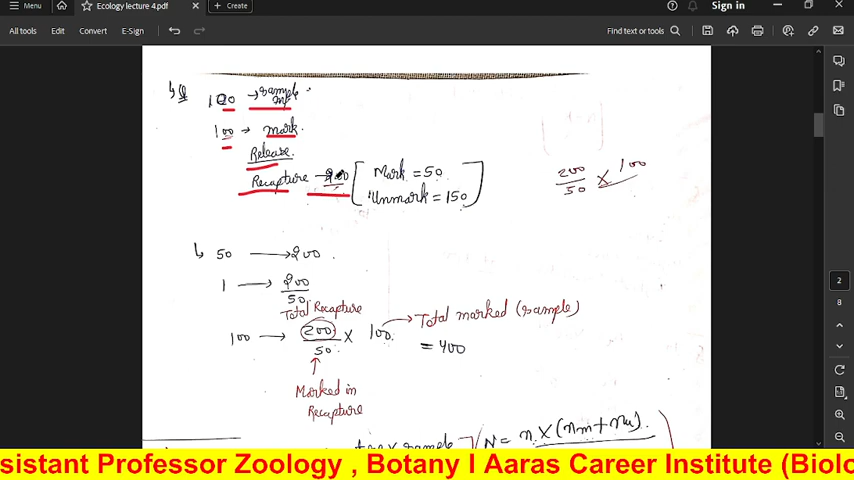 Menu
Ecology lecture 4.pdf
Create
Sign in
All tools Edit Convert E-Sign
Find text or tools
100 → sample
100 → mark
Release.
Recapture → 200
Mark = 50
Unmark = 150
200
50
× 100
50 → 200
1 → 200
50
Total Recapture
100 → 200 × 100
50
→ Total marked (sample)
= 400
Marked in
Recapture
N = n × (nm + nu)
2
8
sistant Professor Zoology , Botany I Aaras Career Institute (Biolo